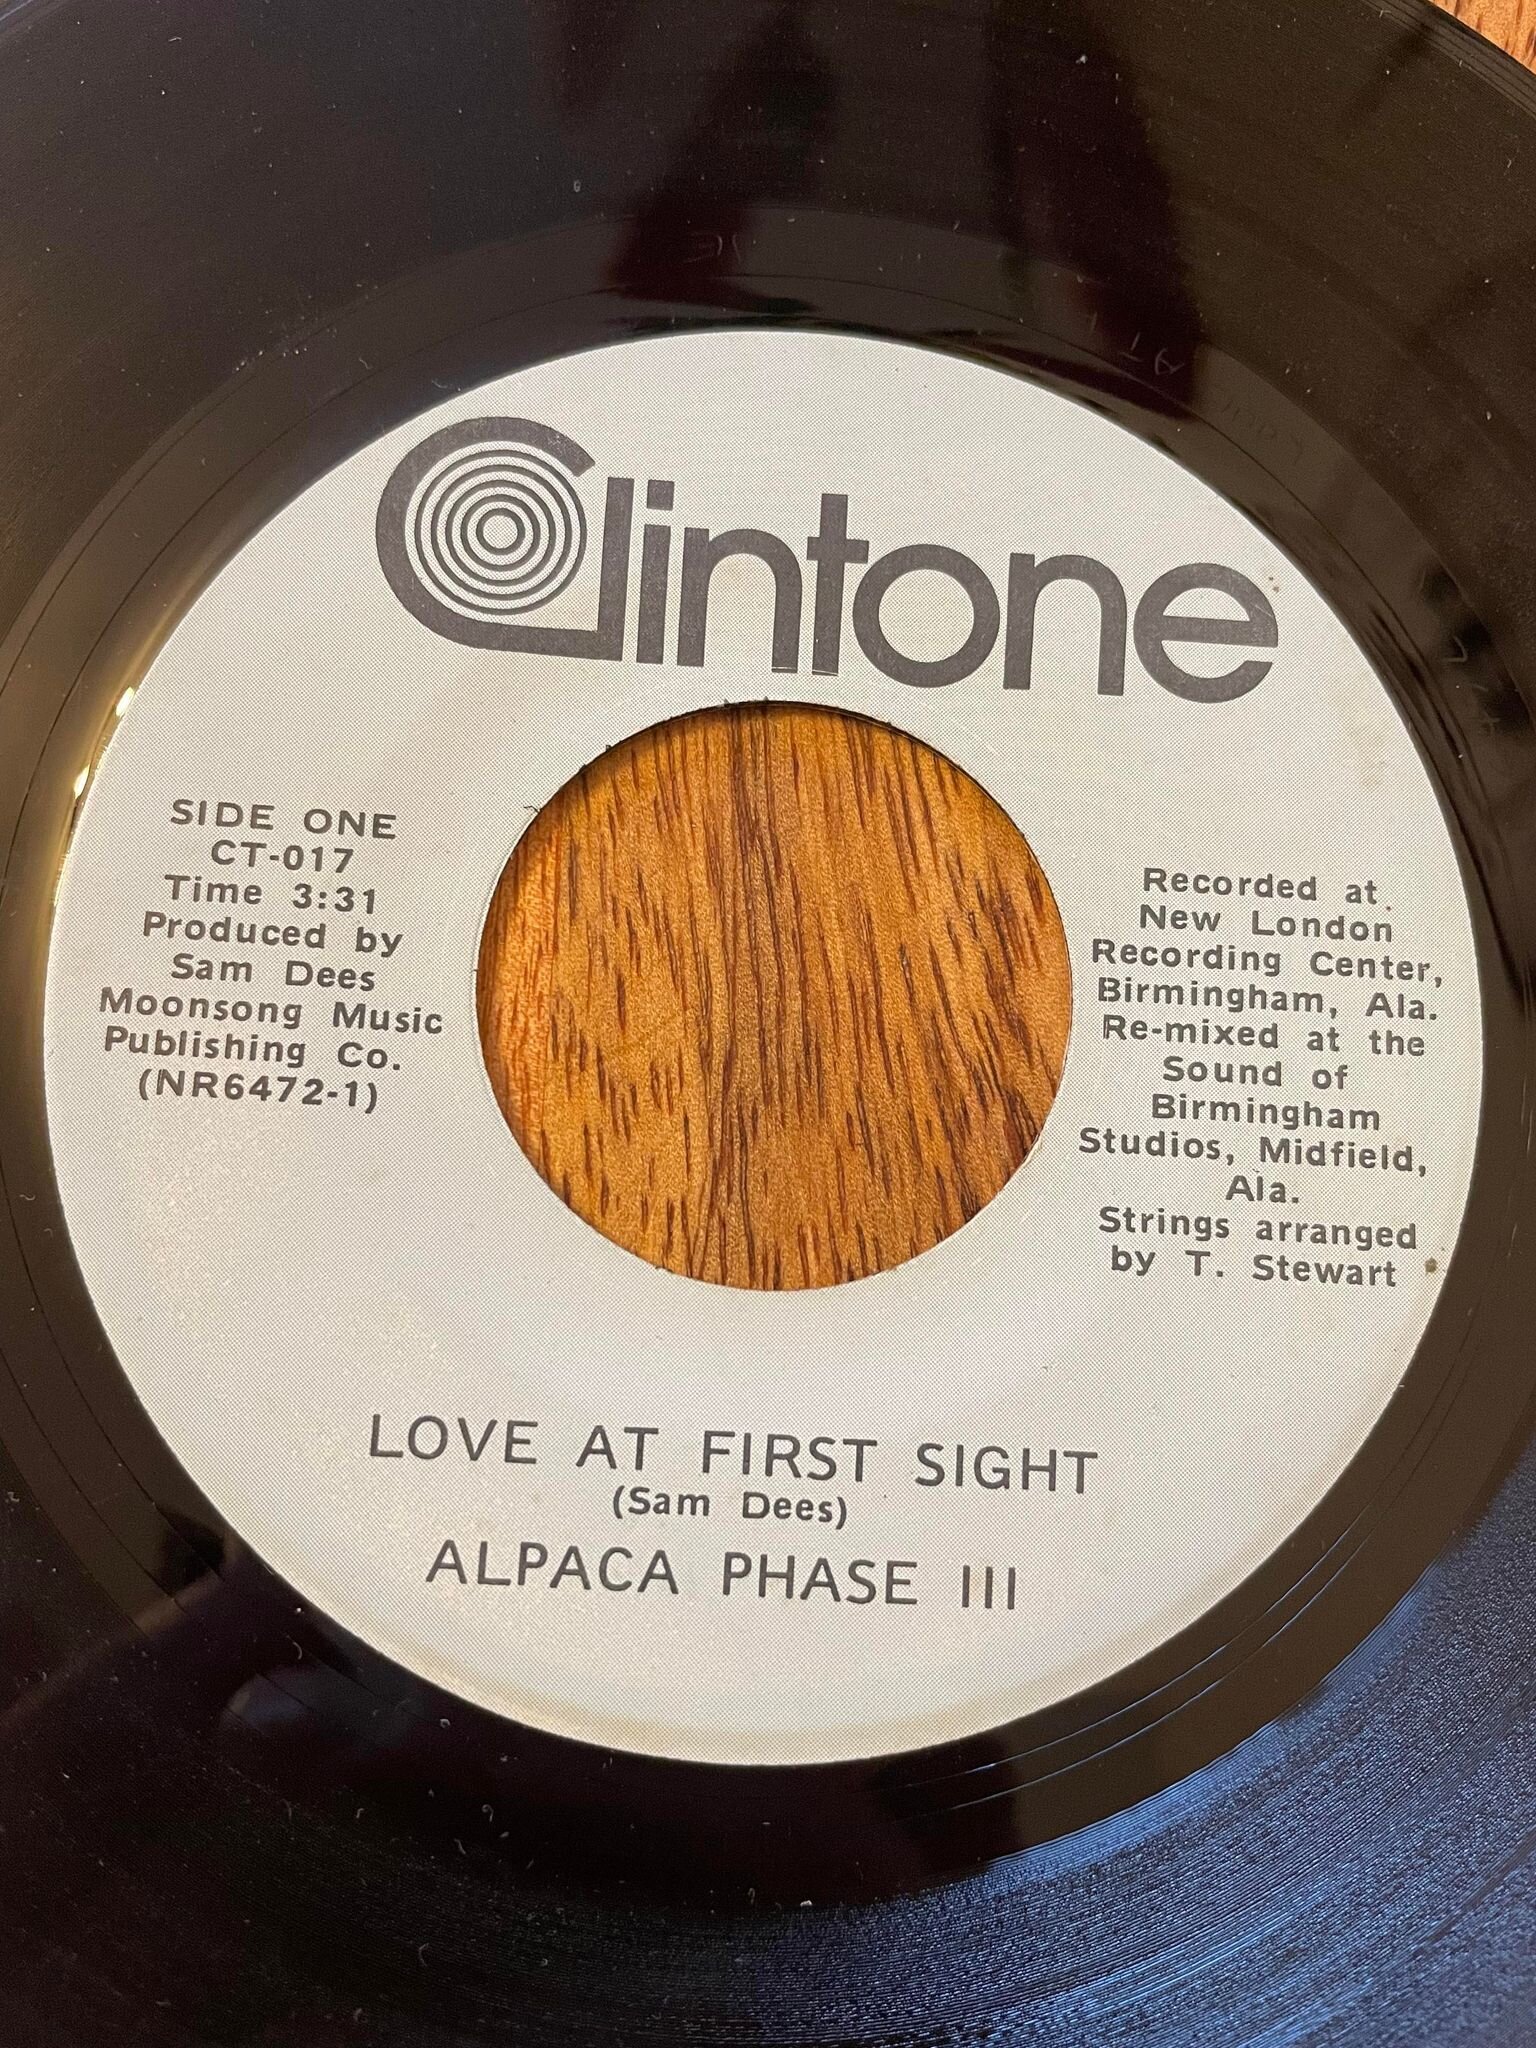 Clintone
SIDE ONE
CT-017
Time 3:31
Produced by
Sam Dees
Moonsong Music
Publishing Co.
(NR6472-1)
Recorded at
New London
Recording Center,
Birmingham, Ala.
Re-mixed at the
Sound of
Birmingham
Studios, Midfield,
Ala.
Strings arranged
by T. Stewart
LOVE AT FIRST SIGHT
(Sam Dees)
ALPACA PHASE III